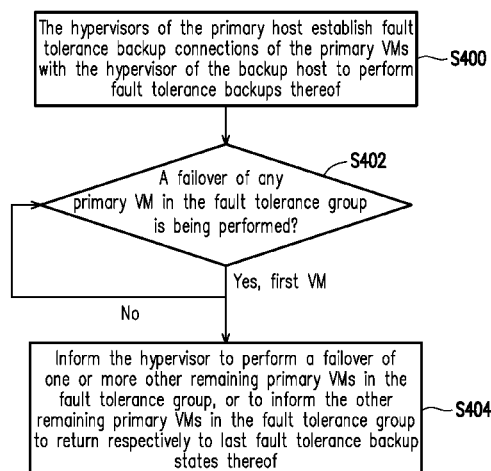 The hypervisors of the primary host establish fault
tolerance backup connections of the primary VMs
with the hypervisor of the backup host to perform
fault tolerance backups thereof
S400
S402
A failover of any
primary VM in the fault tolerance group
is being performed?
Yes, first VM
No
Inform the hypervisor to perform a failover of
one or more other remaining primary VMs in the
fault tolerance group, or to inform the other
remaining primary VMs in the fault tolerance group
to return respectively to last fault tolerance backup
states thereof
S404